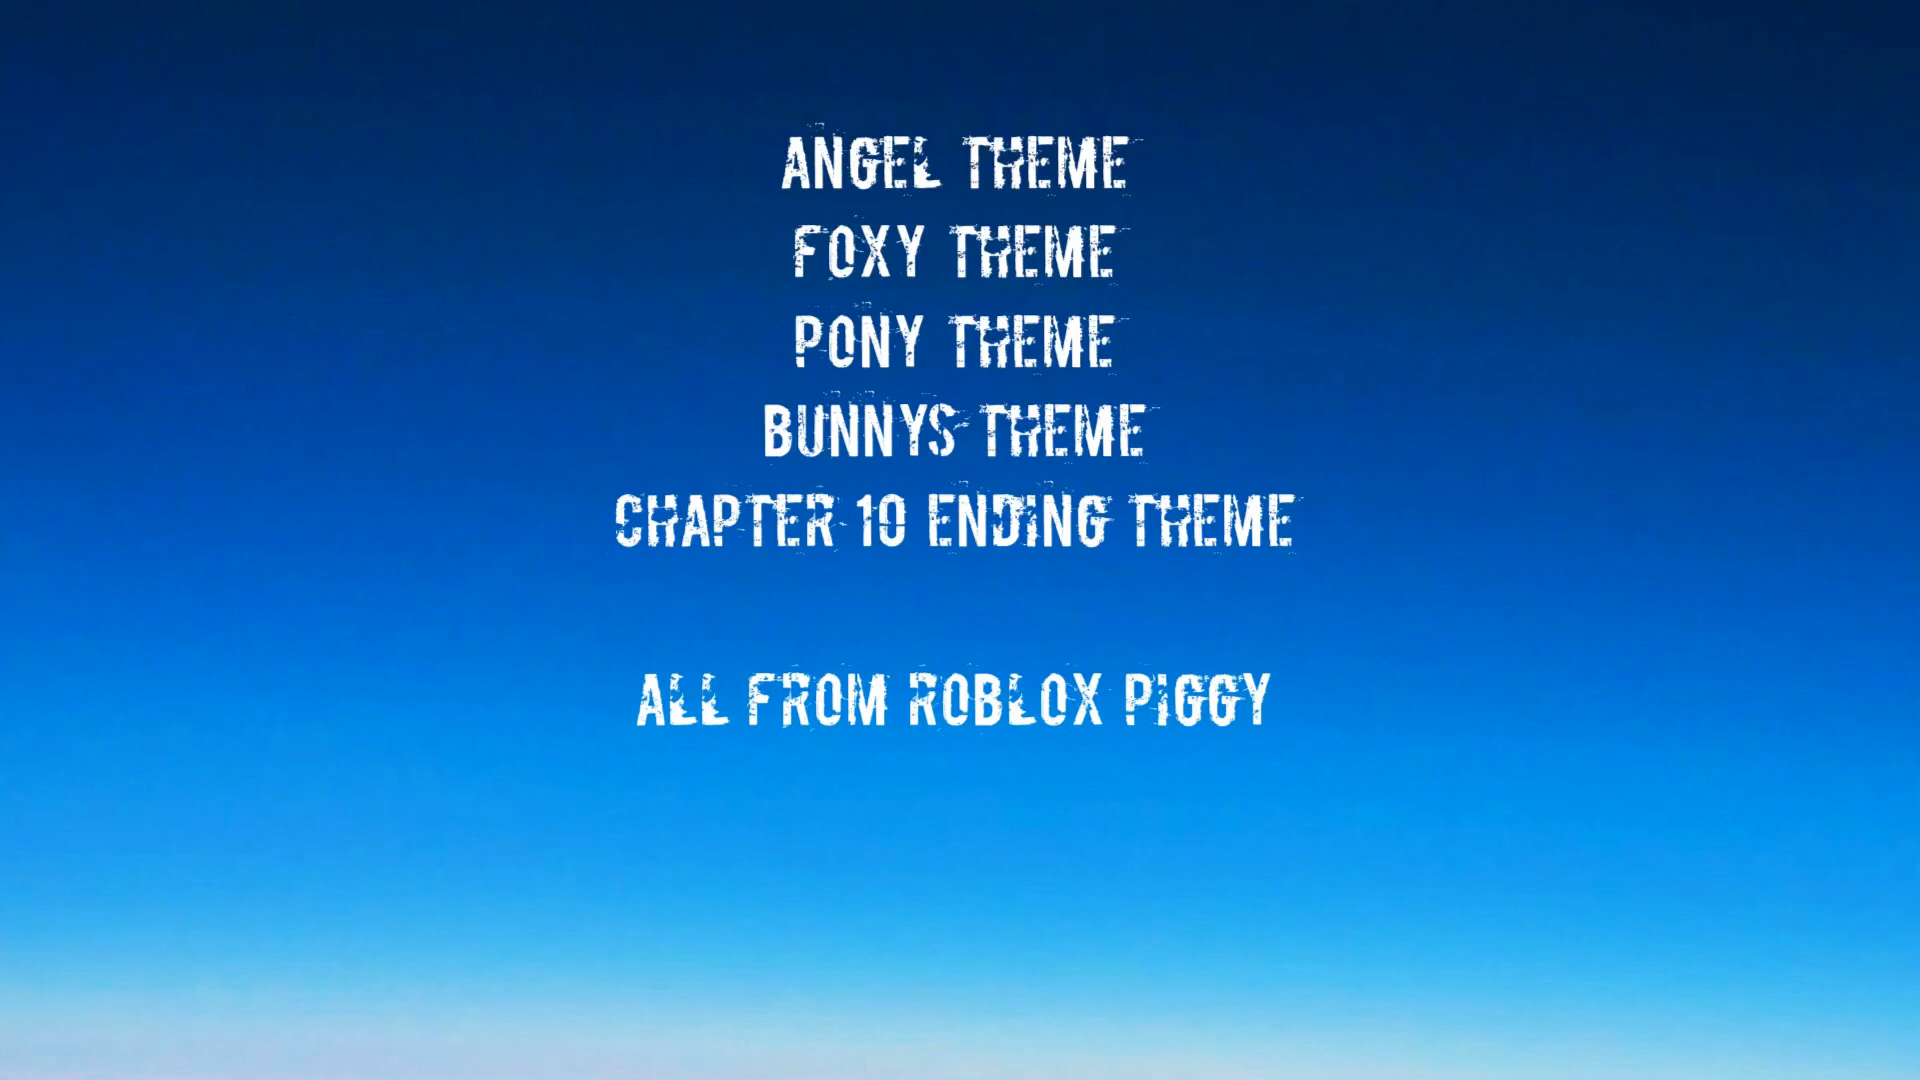 ANGEL THEME
FOXY THEME
PONY THEME
BUNNYS THEME
CHAPTER 10 ENDING THEME
ALL FROM ROBLOX PIGGY